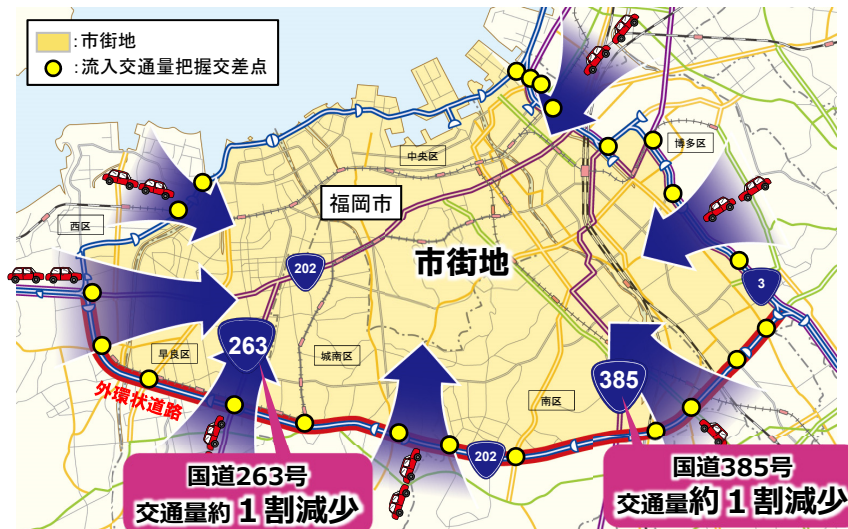 :市街地
:流入交通量把握交差点
中央区
博多区
福岡市
西区
市街地
202
3
早良区
263
城南区
385
外環状道路
南区
202
国道263号
交通量約1割減少
国道385号
交通量約1割減少